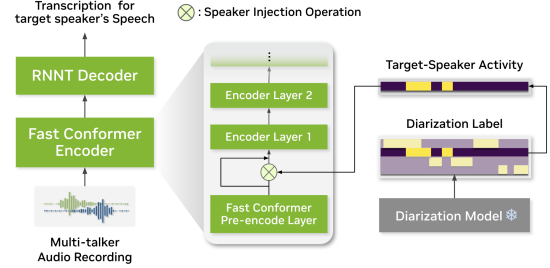 Transcription for
target speaker's Speech
RNNT Decoder
Fast Conformer
Encoder
Multi-talker
Audio Recording
: Speaker Injection Operation
Encoder Layer 2
Encoder Layer 1
Fast Conformer
Pre-encode Layer
Target-Speaker Activity
Diarization Label
Diarization Model